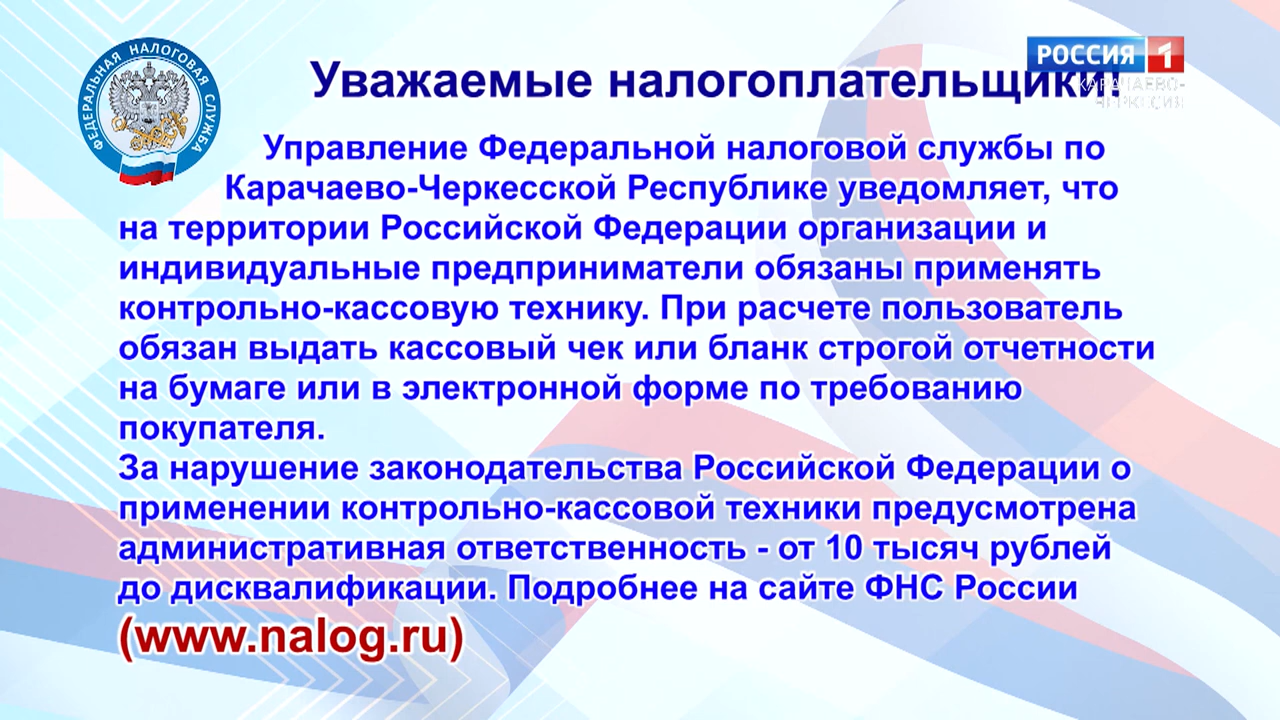 ФЕДЕРАЛЬНАЯ НАЛОГОВАЯ СЛУЖБА
РОССИЯ 1
КАРАЧАЕВО-
ЧЕРКЕССИЯ
Уважаемые налогоплательщики!
Управление Федеральной налоговой службы по
Карачаево-Черкесской Республике уведомляет, что
на территории Российской Федерации организации и
индивидуальные предприниматели обязаны применять
контрольно-кассовую технику. При расчете пользователь
обязан выдать кассовый чек или бланк строгой отчетности
на бумаге или в электронной форме по требованию
покупателя.
За нарушение законодательства Российской Федерации о
применении контрольно-кассовой техники предусмотрена
административная ответственность - от 10 тысяч рублей
до дисквалификации. Подробнее на сайте ФНС России
(www.nalog.ru)